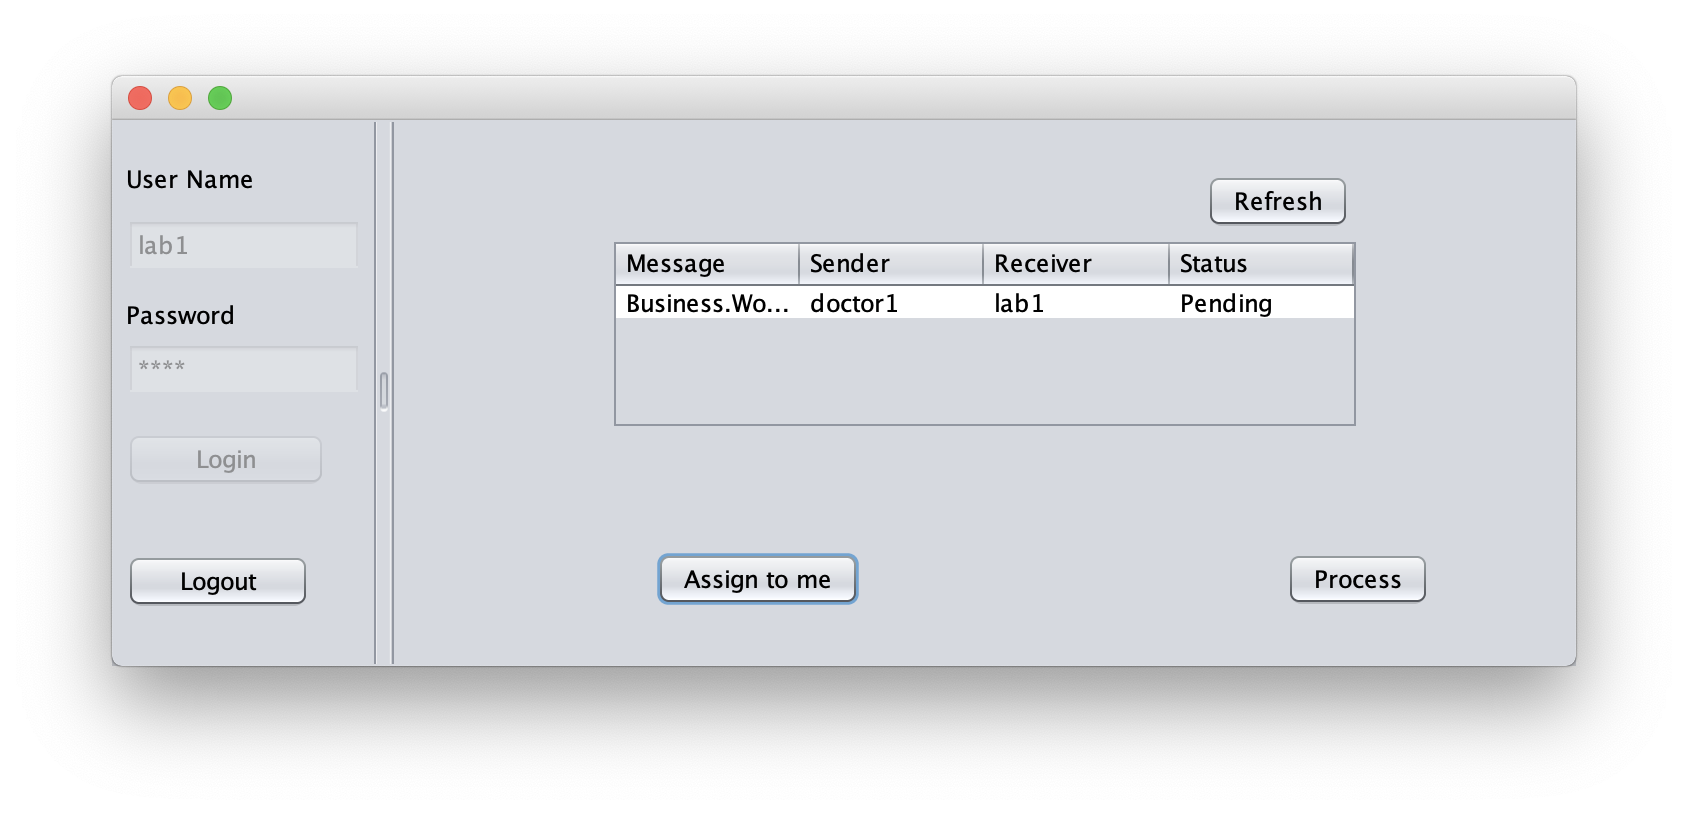 User Name
lab1
Password
****
Login
Logout
Refresh
Message Sender Receiver Status
Business.Wo... doctor1 lab1 Pending
Assign to me
Process